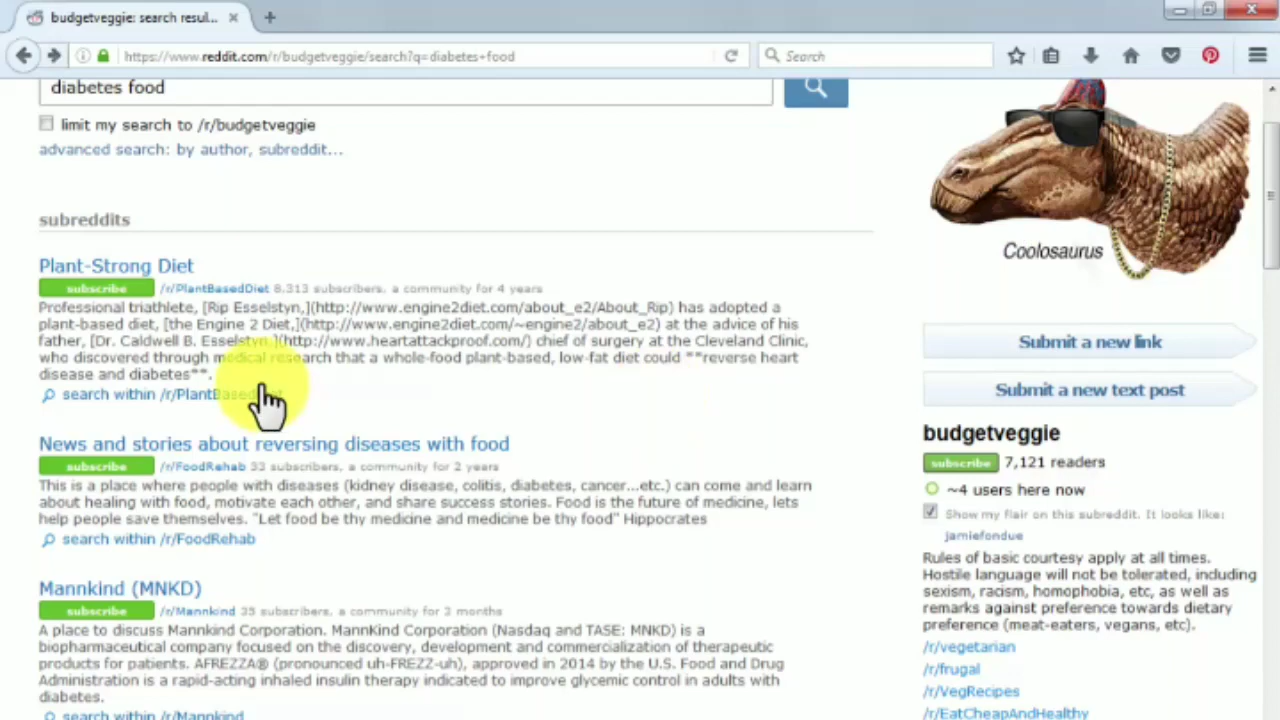 budgetveggie: search resul...
https://www.reddit.com/r/budgetveggie/search?q=diabetes+food
Search
diabetes food
limit my search to /r/budgetveggie
advanced search: by author, subreddit...
subreddits
Plant-Strong Diet
subscribe /r/PlantBasedDiet 8,313 subscribers, a community for 4 years
Professional triathlete, [Rip Esselstyn,](http://www.engine2diet.com/about_e2/About_Rip) has adopted a
plant-based diet, [the Engine 2 Diet,](http://www.engine2diet.com/~engine2/about_e2) at the advice of his
father, [Dr. Caldwell B. Esselstyn,](http://www.heartattackproof.com/) chief of surgery at the Cleveland Clinic,
who discovered through medical research that a whole-food plant-based, low-fat diet could **reverse heart
disease and diabetes**.
search within /r/PlantBasedDiet
News and stories about reversing diseases with food
subscribe /r/FoodRehab 33 subscribers, a community for 2 years
This is a place where people with diseases (kidney disease, colitis, diabetes, cancer...etc.) can come and learn
about healing with food, motivate each other, and share success stories. Food is the future of medicine, lets
help people save themselves. "Let food be thy medicine and medicine be thy food" Hippocrates
search within /r/FoodRehab
Mannkind (MNKD)
subscribe /r/Mannkind 35 subscribers, a community for 3 months
A place to discuss Mannkind Corporation. MannKind Corporation (Nasdaq and TASE: MNKD) is a
biopharmaceutical company focused on the discovery, development and commercialization of therapeutic
products for patients. AFREZZA® (pronounced uh-FREZZ-uh), approved in 2014 by the U.S. Food and Drug
Administration is a rapid-acting inhaled insulin therapy indicated to improve glycemic control in adults with
diabetes.
search within /r/Mannkind
Coolosaurus
Submit a new link
Submit a new text post
budgetveggie
subscribe 7,121 readers
~4 users here now
Show my flair on this subreddit. It looks like:
jamiefondue
Rules of basic courtesy apply at all times.
Hostile language will not be tolerated, including
sexism, racism, homophobia, etc, as well as
remarks against preference towards dietary
preference (meat-eaters, vegans, etc).
/r/vegetarian
/r/frugal
/r/VegRecipes
/r/EatCheapAndHealthy